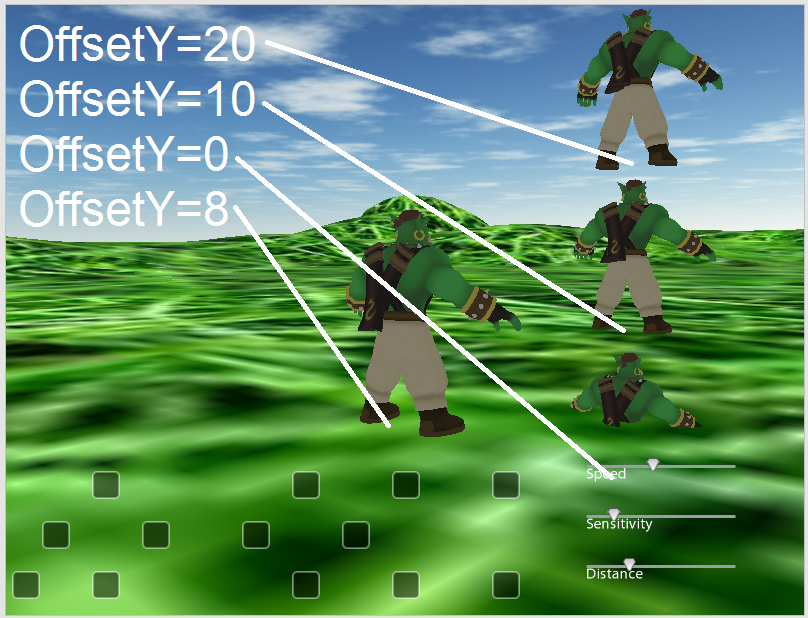 OffsetY=20
OffsetY=10
OffsetY=0
OffsetY=8
Speed
Sensitivity
Distance